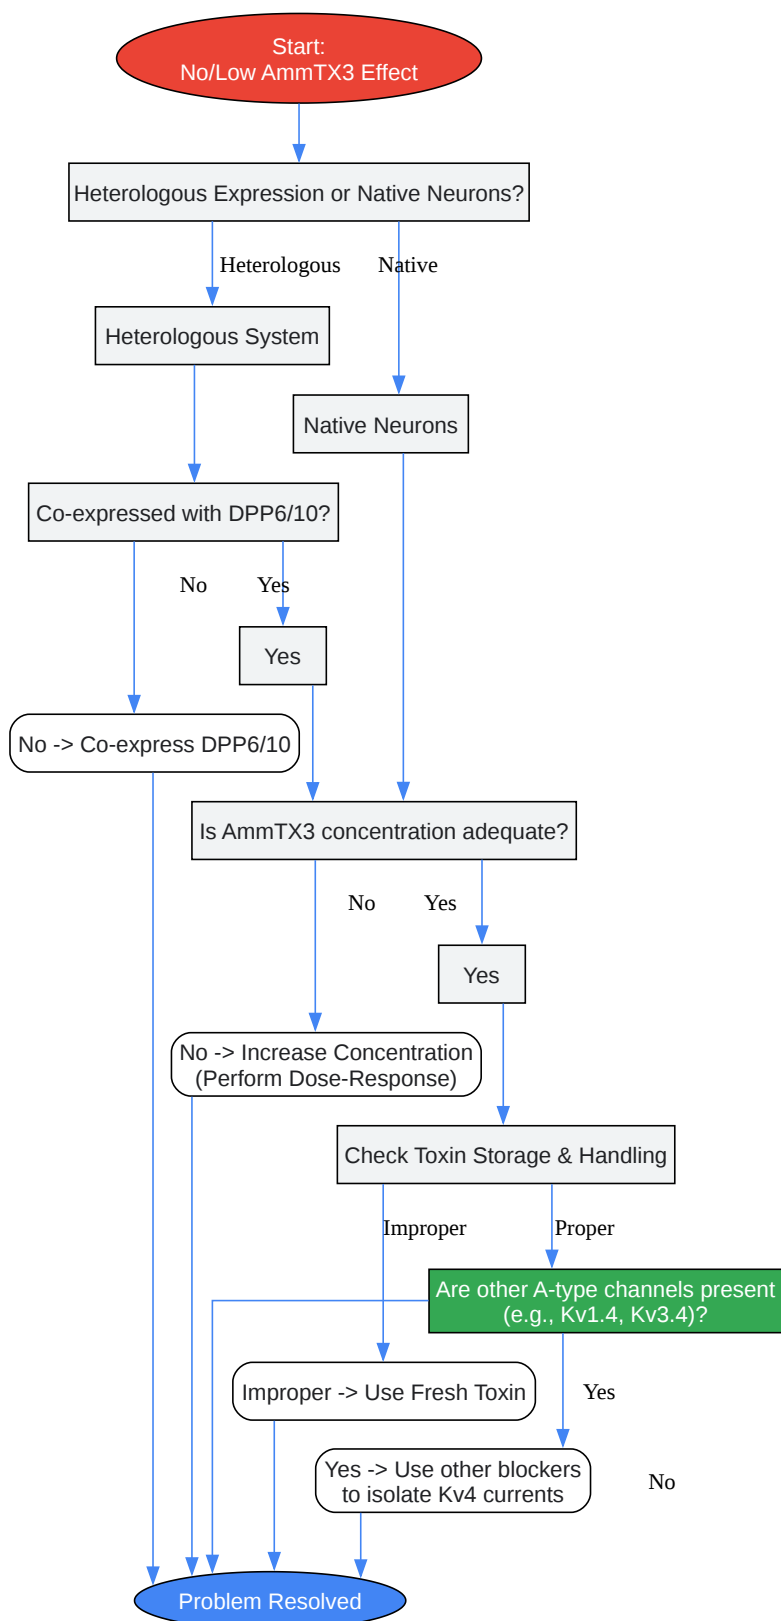 Start:
No/Low AmmTX3 Effect
Heterologous Expression or Native Neurons?
Heterologous
Native
Heterologous System
Native Neurons
Co-expressed with DPP6/10?
No
Yes
Yes
No -> Co-express DPP6/10
Is AmmTX3 concentration adequate?
No
Yes
Yes
No -> Increase Concentration
(Perform Dose-Response)
Check Toxin Storage & Handling
Improper
Proper
Are other A-type channels present
(e.g., Kv1.4, Kv3.4)?
Improper -> Use Fresh Toxin
Yes
Yes -> Use other blockers
to isolate Kv4 currents
No
Problem Resolved